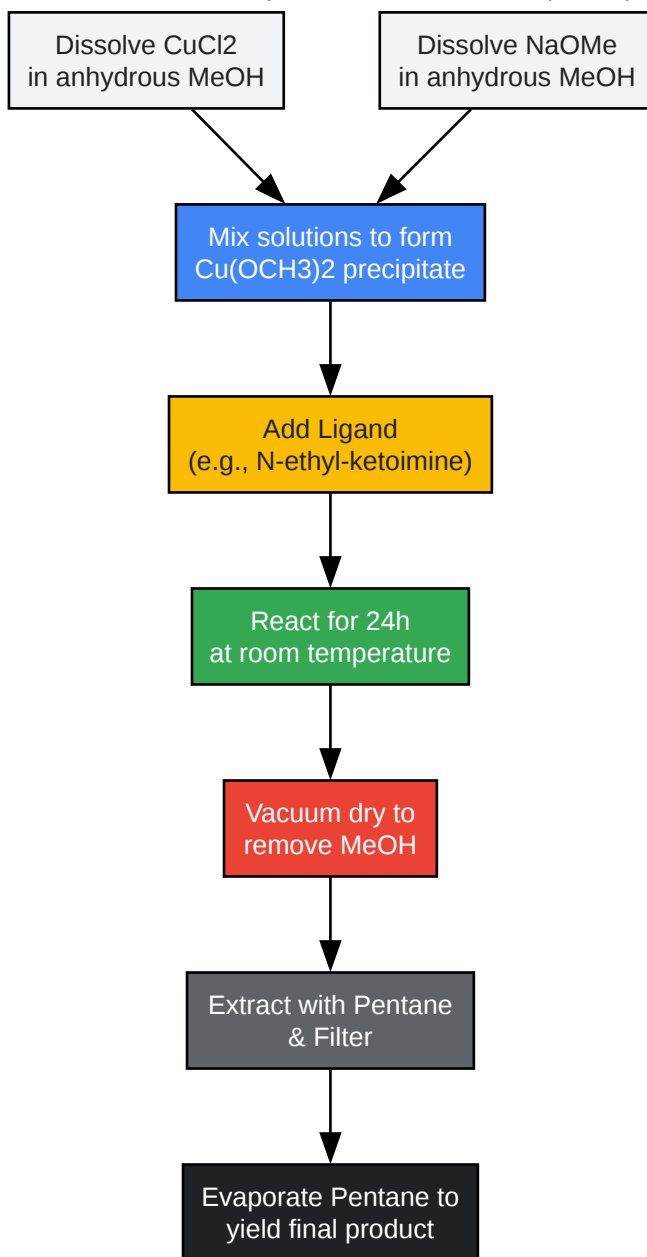 Dissolve CuCl2
in anhydrous MeOH
Dissolve NaOMe
in anhydrous MeOH
Mix solutions to form
Cu(OCH3)2 precipitate
Add Ligand
(e.g., N-ethyl-ketoimine)
React for 24h
at room temperature
Vacuum dry to
remove MeOH
Extract with Pentane
& Filter
Evaporate Pentane to
yield final product